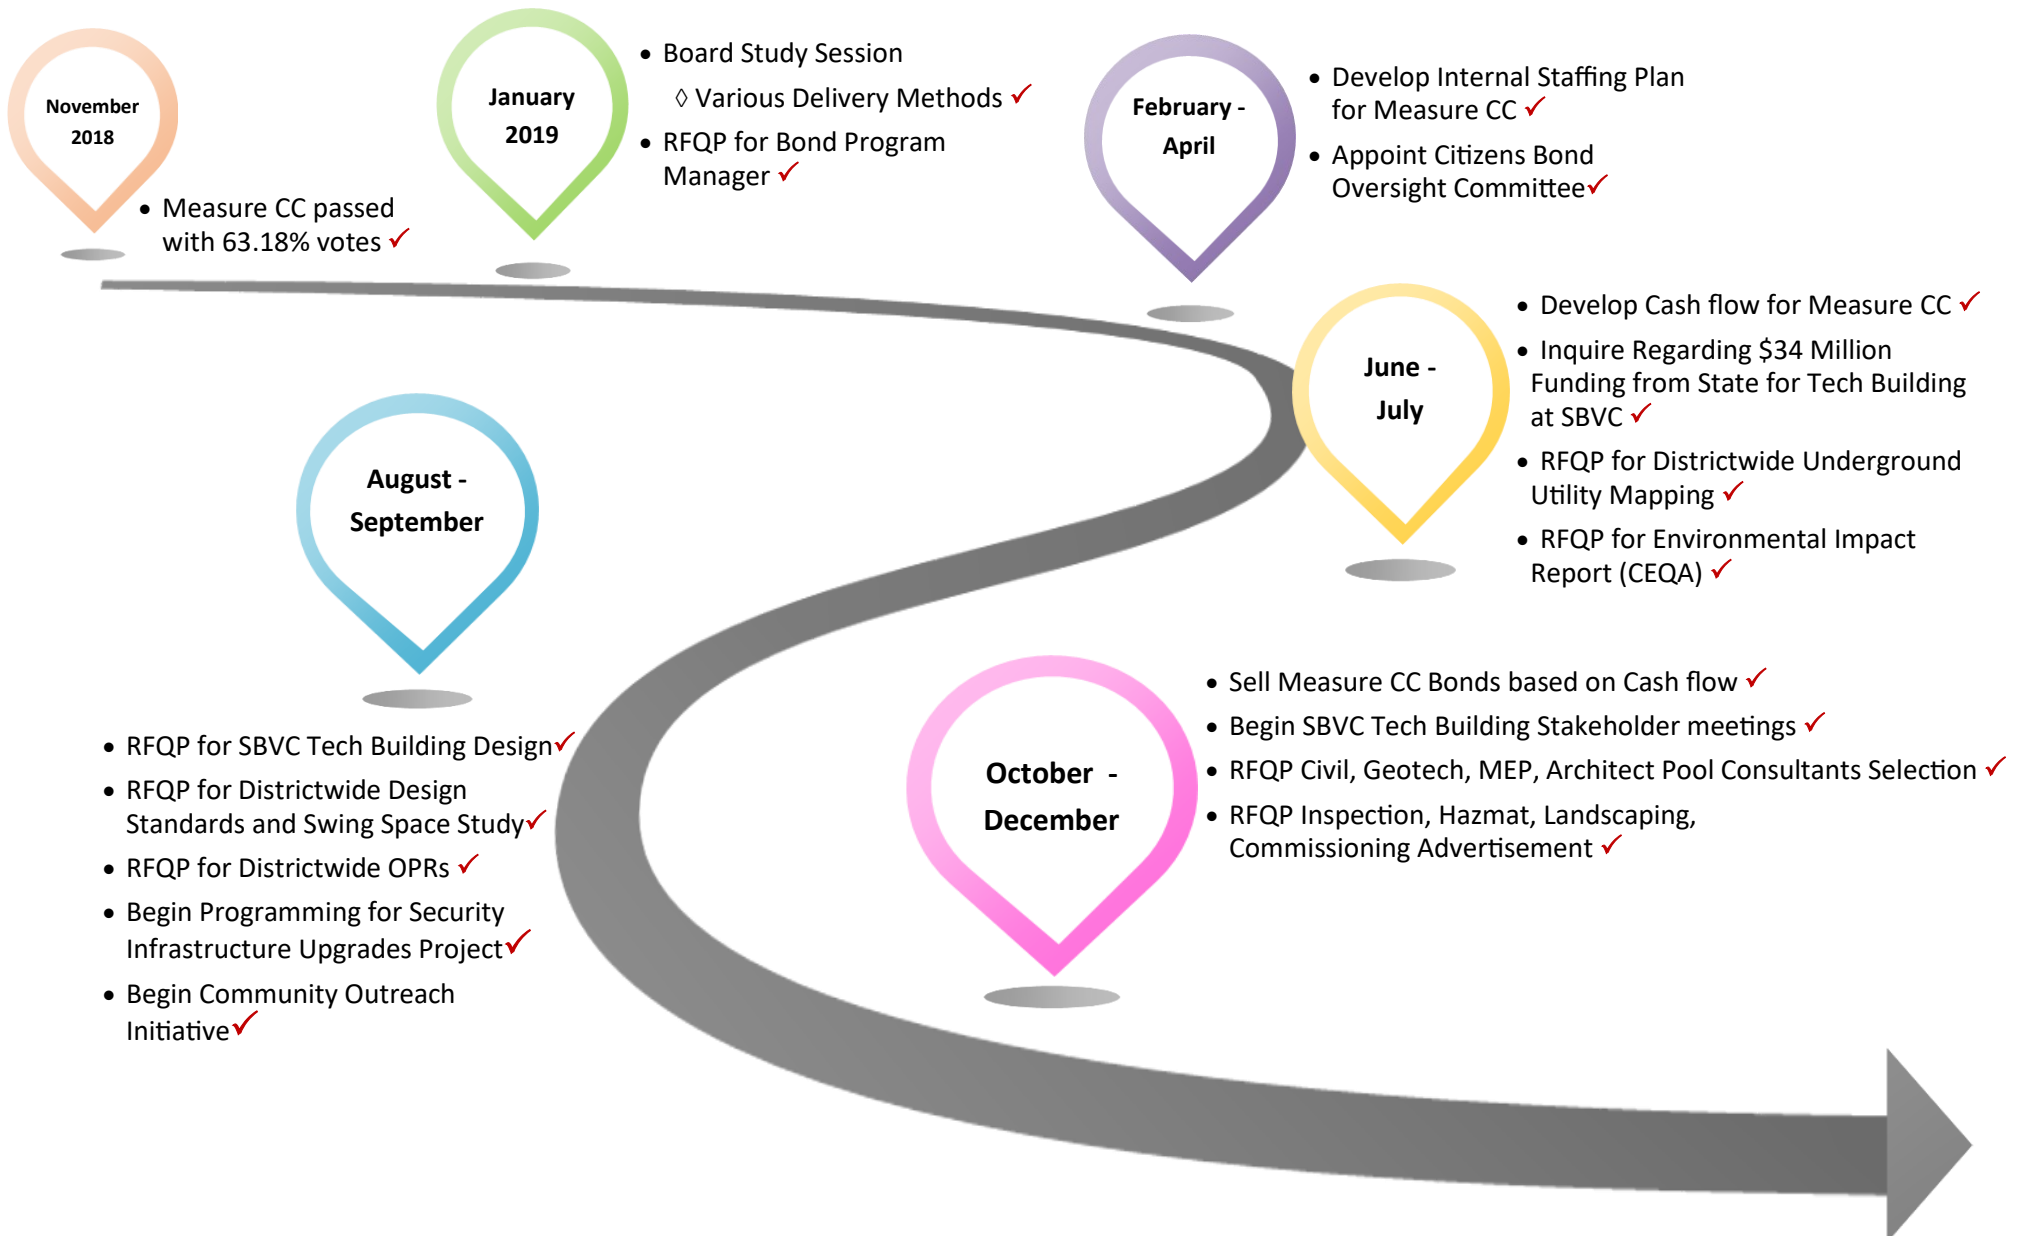 November
2018
• Measure CC passed
with 63.18% votes ✓
January
2019
• Board Study Session
◊ Various Delivery Methods ✓
• RFQP for Bond Program
Manager ✓
February -
April
• Develop Internal Staffing Plan
for Measure CC ✓
• Appoint Citizens Bond
Oversight Committee ✓
June -
July
• Develop Cash flow for Measure CC ✓
• Inquire Regarding $34 Million
Funding from State for Tech Building
at SBVC ✓
• RFQP for Districtwide Underground
Utility Mapping ✓
• RFQP for Environmental Impact
Report (CEQA) ✓
August -
September
• RFQP for SBVC Tech Building Design ✓
• RFQP for Districtwide Design
Standards and Swing Space Study ✓
• RFQP for Districtwide OPRs ✓
• Begin Programming for Security
Infrastructure Upgrades Project ✓
• Begin Community Outreach
Initiative ✓
October -
December
• Sell Measure CC Bonds based on Cash flow ✓
• Begin SBVC Tech Building Stakeholder meetings ✓
• RFQP Civil, Geotech, MEP, Architect Pool Consultants Selection ✓
• RFQP Inspection, Hazmat, Landscaping,
Commissioning Advertisement ✓